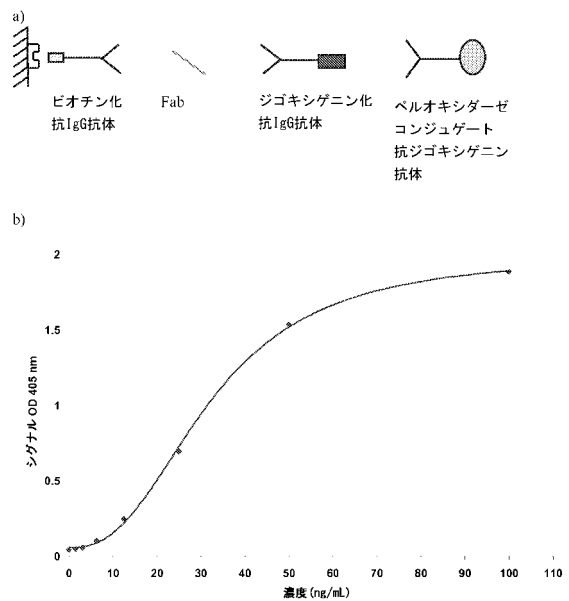 a)
ビオチン化
抗IgG抗体
Fab
ジゴキシゲニン化
抗IgG抗体
ペルオキシダーゼ
コンジュゲート
抗ジゴキシゲニン
抗体
b)
シグナル OD 405 nm
2
1.5
1
0.5
0
0 10 20 30 40 50 60 70 80 90 100 110
濃度(ng/mL)